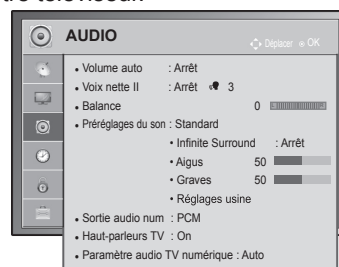 AUDIO
Déplacer OK
• Volume auto : Arrêt
• Voix nette II : Arrêt 3
• Balance 0
• Préréglages du son : Standard
• Infinite Surround : Arrêt
• Aigus 50
• Graves 50
• Réglages usine
• Sortie audio num : PCM
• Haut-parleurs TV : On
• Paramètre audio TV numérique : Auto